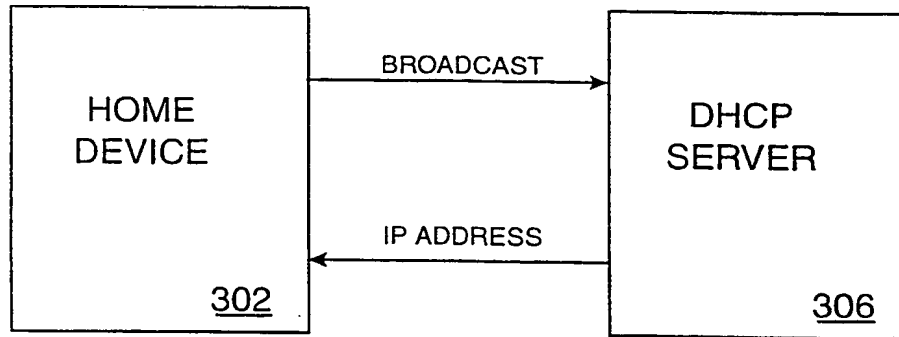 HOME
DEVICE
302
BROADCAST
IP ADDRESS
DHCP
SERVER
306